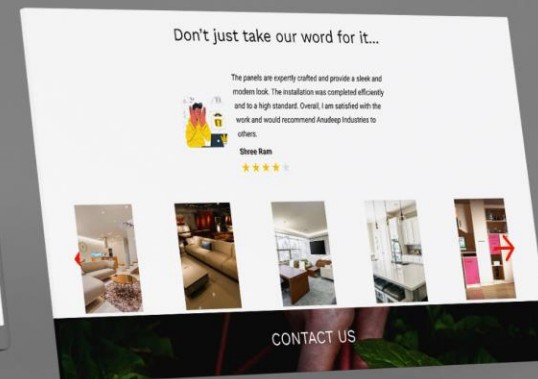 Don't just take our word for it...
The panels are expertly crafted and provide a sleek and
modern look. The installation was completed efficiently
and to a high standard. Overall, I am satisfied with the
work and would recommend Anudeep Industries to
others.
Shree Ram
CONTACT US